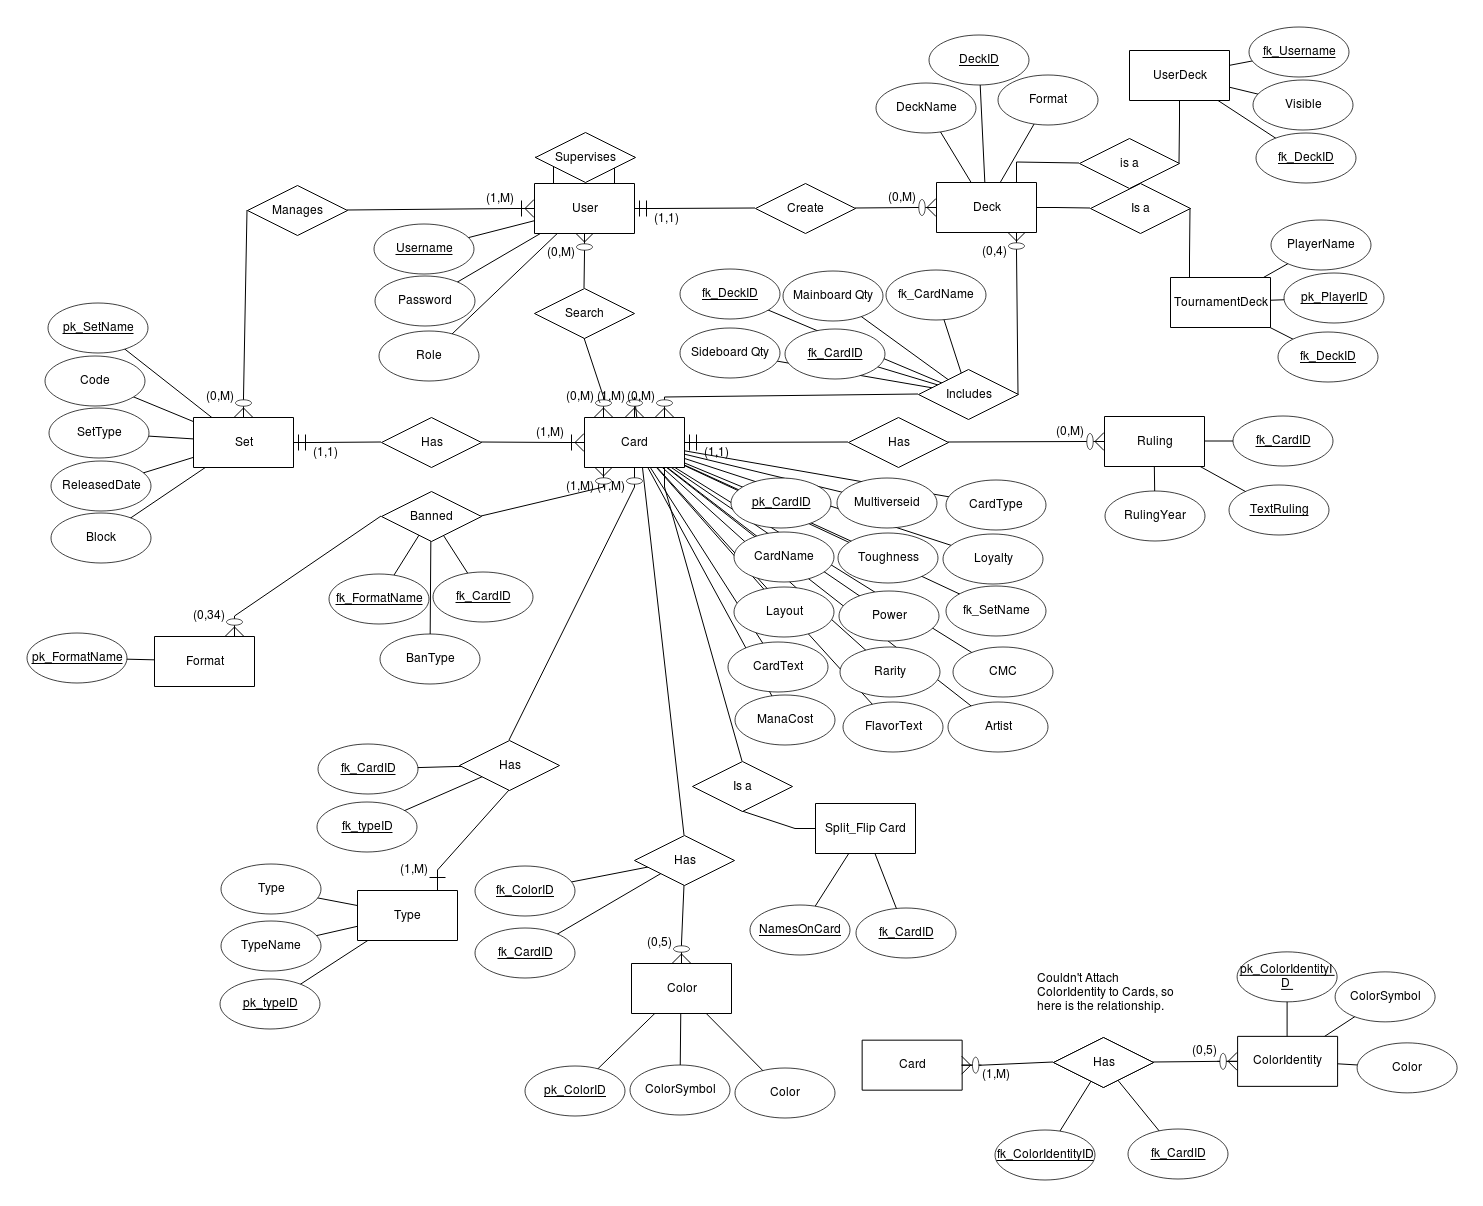 fk_Username
UserDeck
Visible
fk_DeckID
DeckID
DeckName
Format
is a
Supervises
Manages
(1,M)
User
(1,1)
Create
(0,M)
Deck
Is a
(0,4)
PlayerName
TournamentDeck
pk_PlayerID
fk_DeckID
Username
Password
Role
(0,M)
Search
fk_DeckID
Mainboard Qty
fk_CardName
Sideboard Qty
fk_CardID
Includes
pk_SetName
Code
SetType
ReleasedDate
Block
(0,M)
Set
(1,1)
Has
(1,M)
(0,M)
(1,M)
(0,M)
Card
(1,1)
Has
(0,M)
Ruling
fk_CardID
RulingYear
TextRuling
(1,M)
(1,M)
Banned
fk_FormatName
fk_CardID
BanType
(0,34)
pk_FormatName
Format
pk_CardID
Multiverseid
CardType
CardName
Toughness
Loyalty
Layout
Power
fk_SetName
CardText
Rarity
CMC
ManaCost
FlavorText
Artist
fk_CardID
Has
fk_typeID
(1,M)
Type
Type
TypeName
pk_typeID
Is a
Split_Flip Card
NamesOnCard
fk_CardID
Has
fk_ColorID
fk_CardID
(0,5)
Color
pk_ColorID
ColorSymbol
Color
Couldn't Attach
ColorIdentity to Cards, so
here is the relationship.
Card
(1,M)
Has
(0,5)
ColorIdentity
pk_ColorIdentityI
D
ColorSymbol
Color
fk_ColorIdentityID
fk_CardID